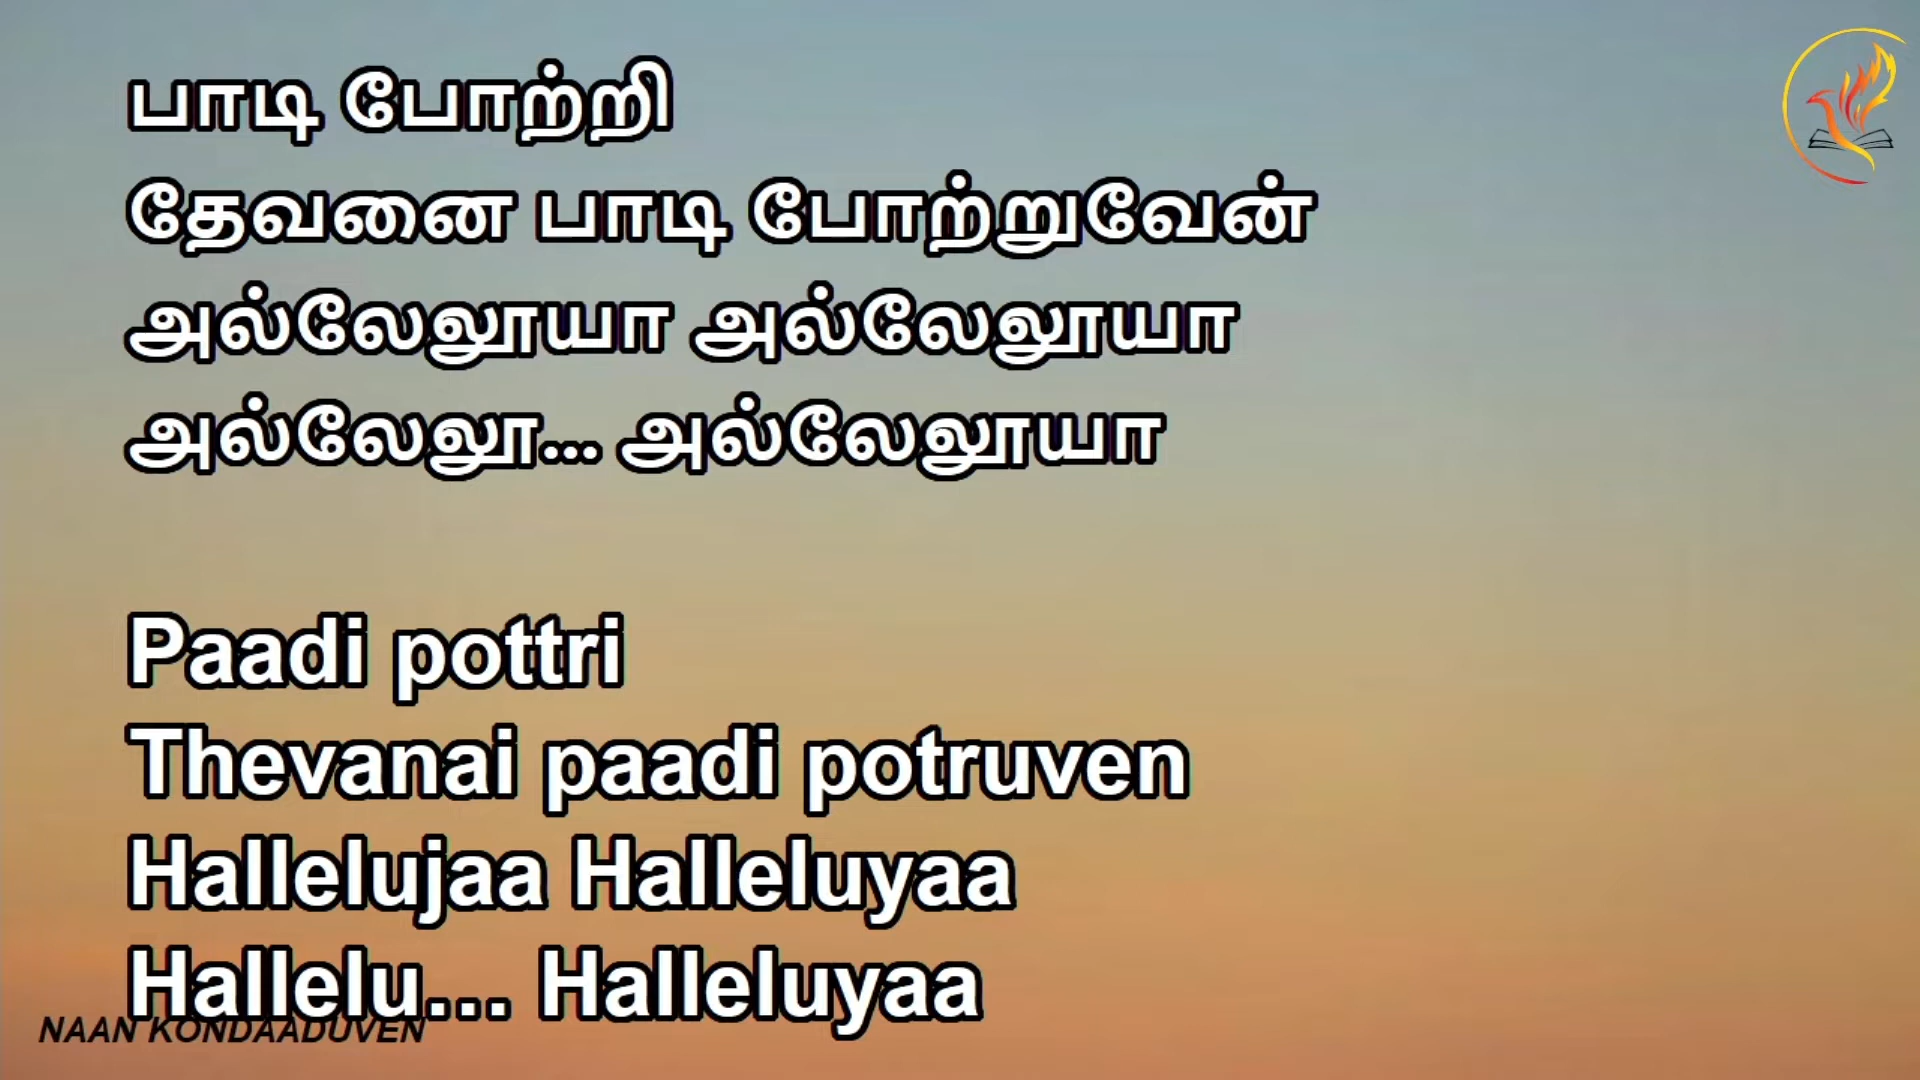 பாடி போற்றி
தேவனை பாடி போற்றுவேன்
அல்லேலூயா அல்லேலூயா
அல்லேலூ... அல்லேலூயா
Paadi pottri
Thevanai paadi potruven
Hallelujaa Halleluyaa
Hallelu... Halleluyaa
NAAN KONDAADUVEN